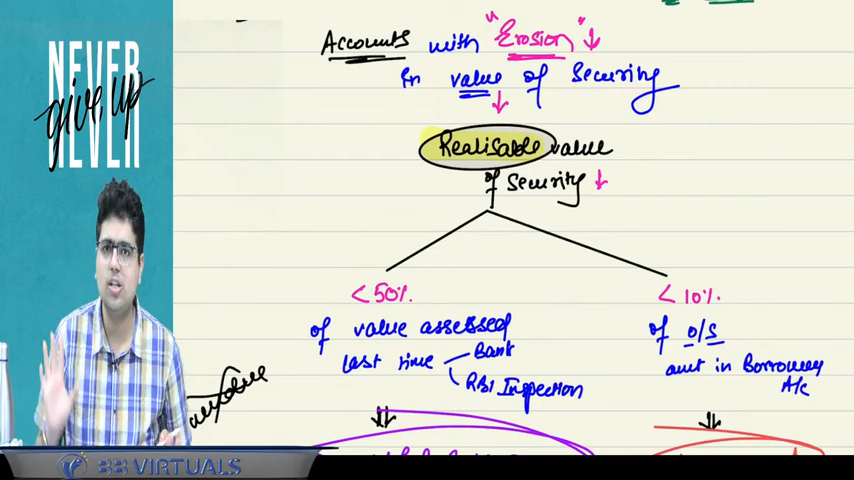 NEVER
give up
NEVER
Accounts with "Erosion" ↓
in value of Security
↓
Realisable value
of Security ↓
< 50%.
of value assessed
last time
Bank
RBI Inspection
< 10%.
of o/s
amt in Borrower
A/c
BB VIRTUALS